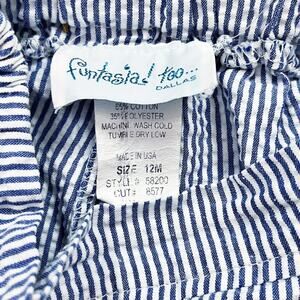 funtasia! too...
DALLAS
65% COTTON
35% POLYESTER
MACHINE WASH COLD
TUMBLE DRY LOW
MADE IN USA
SIZE 12M
STYLE# 58200
CUT# 8577